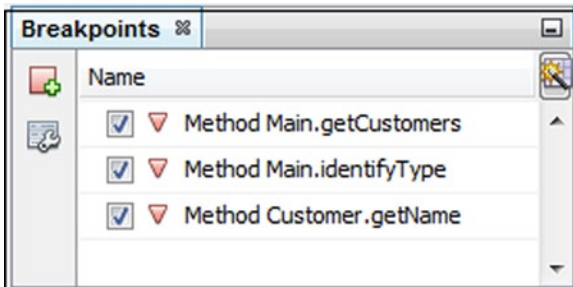 Breakpoints
Name
Method Main.getCustomers
Method Main.identifyType
Method Customer.getName